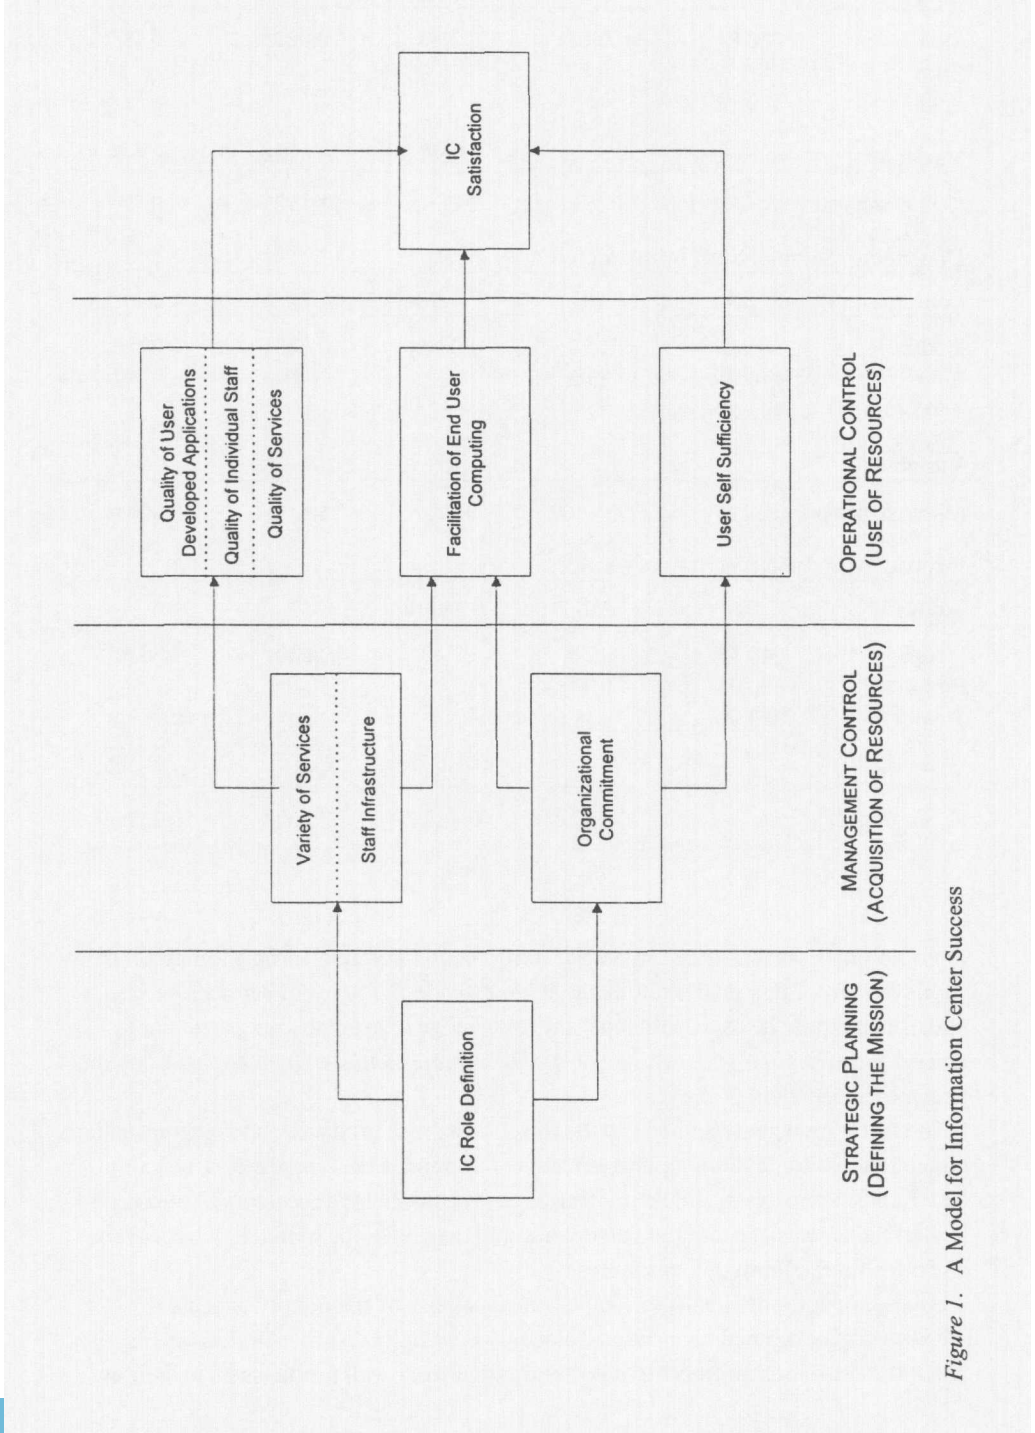 IC Role Definition
Variety of Services
Staff Infrastructure
Organizational
Commitment
Quality of User
Developed Applications
Quality of Individual Staff
Quality of Services
Facilitation of End User
Computing
User Self Sufficiency
IC
Satisfaction
STRATEGIC PLANNING
(DEFINING THE MISSION)
MANAGEMENT CONTROL
(ACQUISITION OF RESOURCES)
OPERATIONAL CONTROL
(USE OF RESOURCES)
Figure 1. A Model for Information Center Success